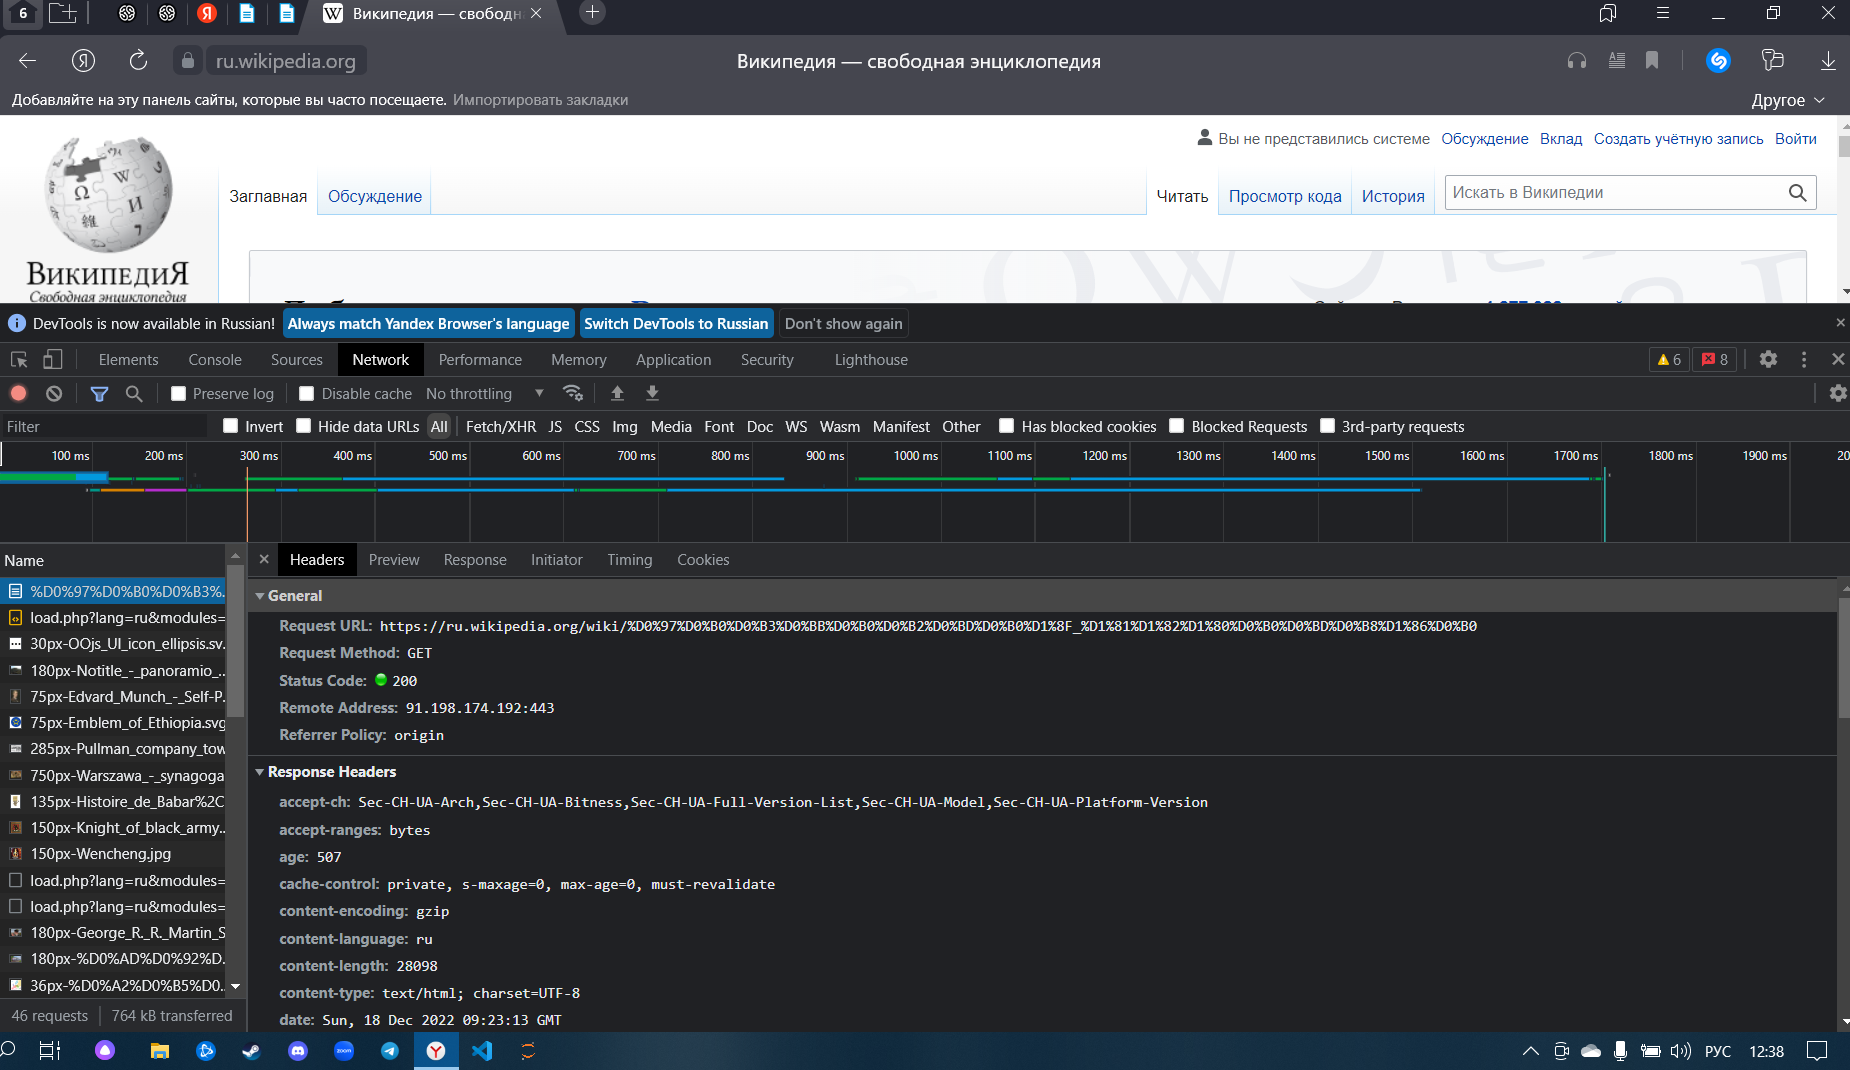 6
Википедия — свободн
ru.wikipedia.org
Википедия — свободная энциклопедия
Добавляйте на эту панель сайты, которые вы часто посещаете. Импортировать закладки
Другое
Вы не представились системе Обсуждение Вклад Создать учётную запись Войти
Заглавная Обсуждение
Читать Просмотр кода История
Искать в Википедии
ВикипедиЯ
Свободная энциклопедия
DevTools is now available in Russian! Always match Yandex Browser's language Switch DevTools to Russian Don't show again
Elements Console Sources Network Performance Memory Application Security Lighthouse 6 8
Preserve log Disable cache No throttling
Filter Invert Hide data URLs All Fetch/XHR JS CSS Img Media Font Doc WS Wasm Manifest Other Has blocked cookies Blocked Requests 3rd-party requests
100 ms 200 ms 300 ms 400 ms 500 ms 600 ms 700 ms 800 ms 900 ms 1000 ms 1100 ms 1200 ms 1300 ms 1400 ms 1500 ms 1600 ms 1700 ms 1800 ms 1900 ms 20
Name
%D0%97%D0%B0%D0%B3%.
load.php?lang=ru&modules=
30px-OOjs_UI_icon_ellipsis.sv.
180px-Notitle_-_panoramio_..
75px-Edvard_Munch_-_Self-P.
75px-Emblem_of_Ethiopia.svg
285px-Pullman_company_tow
750px-Warszawa_-_synagoga
135px-Histoire_de_Babar%2C
150px-Knight_of_black_army..
150px-Wencheng.jpg
load.php?lang=ru&modules=
load.php?lang=ru&modules=
180px-George_R._R._Martin_S
180px-%D0%AD%D0%92%D.
36px-%D0%A2%D0%B5%D0..
46 requests 764 kB transferred
Headers Preview Response Initiator Timing Cookies
General
Request URL: https://ru.wikipedia.org/wiki/%D0%97%D0%B0%D0%B3%D0%BB%D0%B0%D0%B2%D0%BD%D0%B0%D1%8F_%D1%81%D1%82%D1%80%D0%B0%D0%BD%D0%B8%D1%86%D0%B0
Request Method: GET
Status Code: 200
Remote Address: 91.198.174.192:443
Referrer Policy: origin
Response Headers
accept-ch: Sec-CH-UA-Arch,Sec-CH-UA-Bitness,Sec-CH-UA-Full-Version-List,Sec-CH-UA-Model,Sec-CH-UA-Platform-Version
accept-ranges: bytes
age: 507
cache-control: private, s-maxage=0, max-age=0, must-revalidate
content-encoding: gzip
content-language: ru
content-length: 28098
content-type: text/html; charset=UTF-8
date: Sun, 18 Dec 2022 09:23:13 GMT
zoom
РУС 12:38